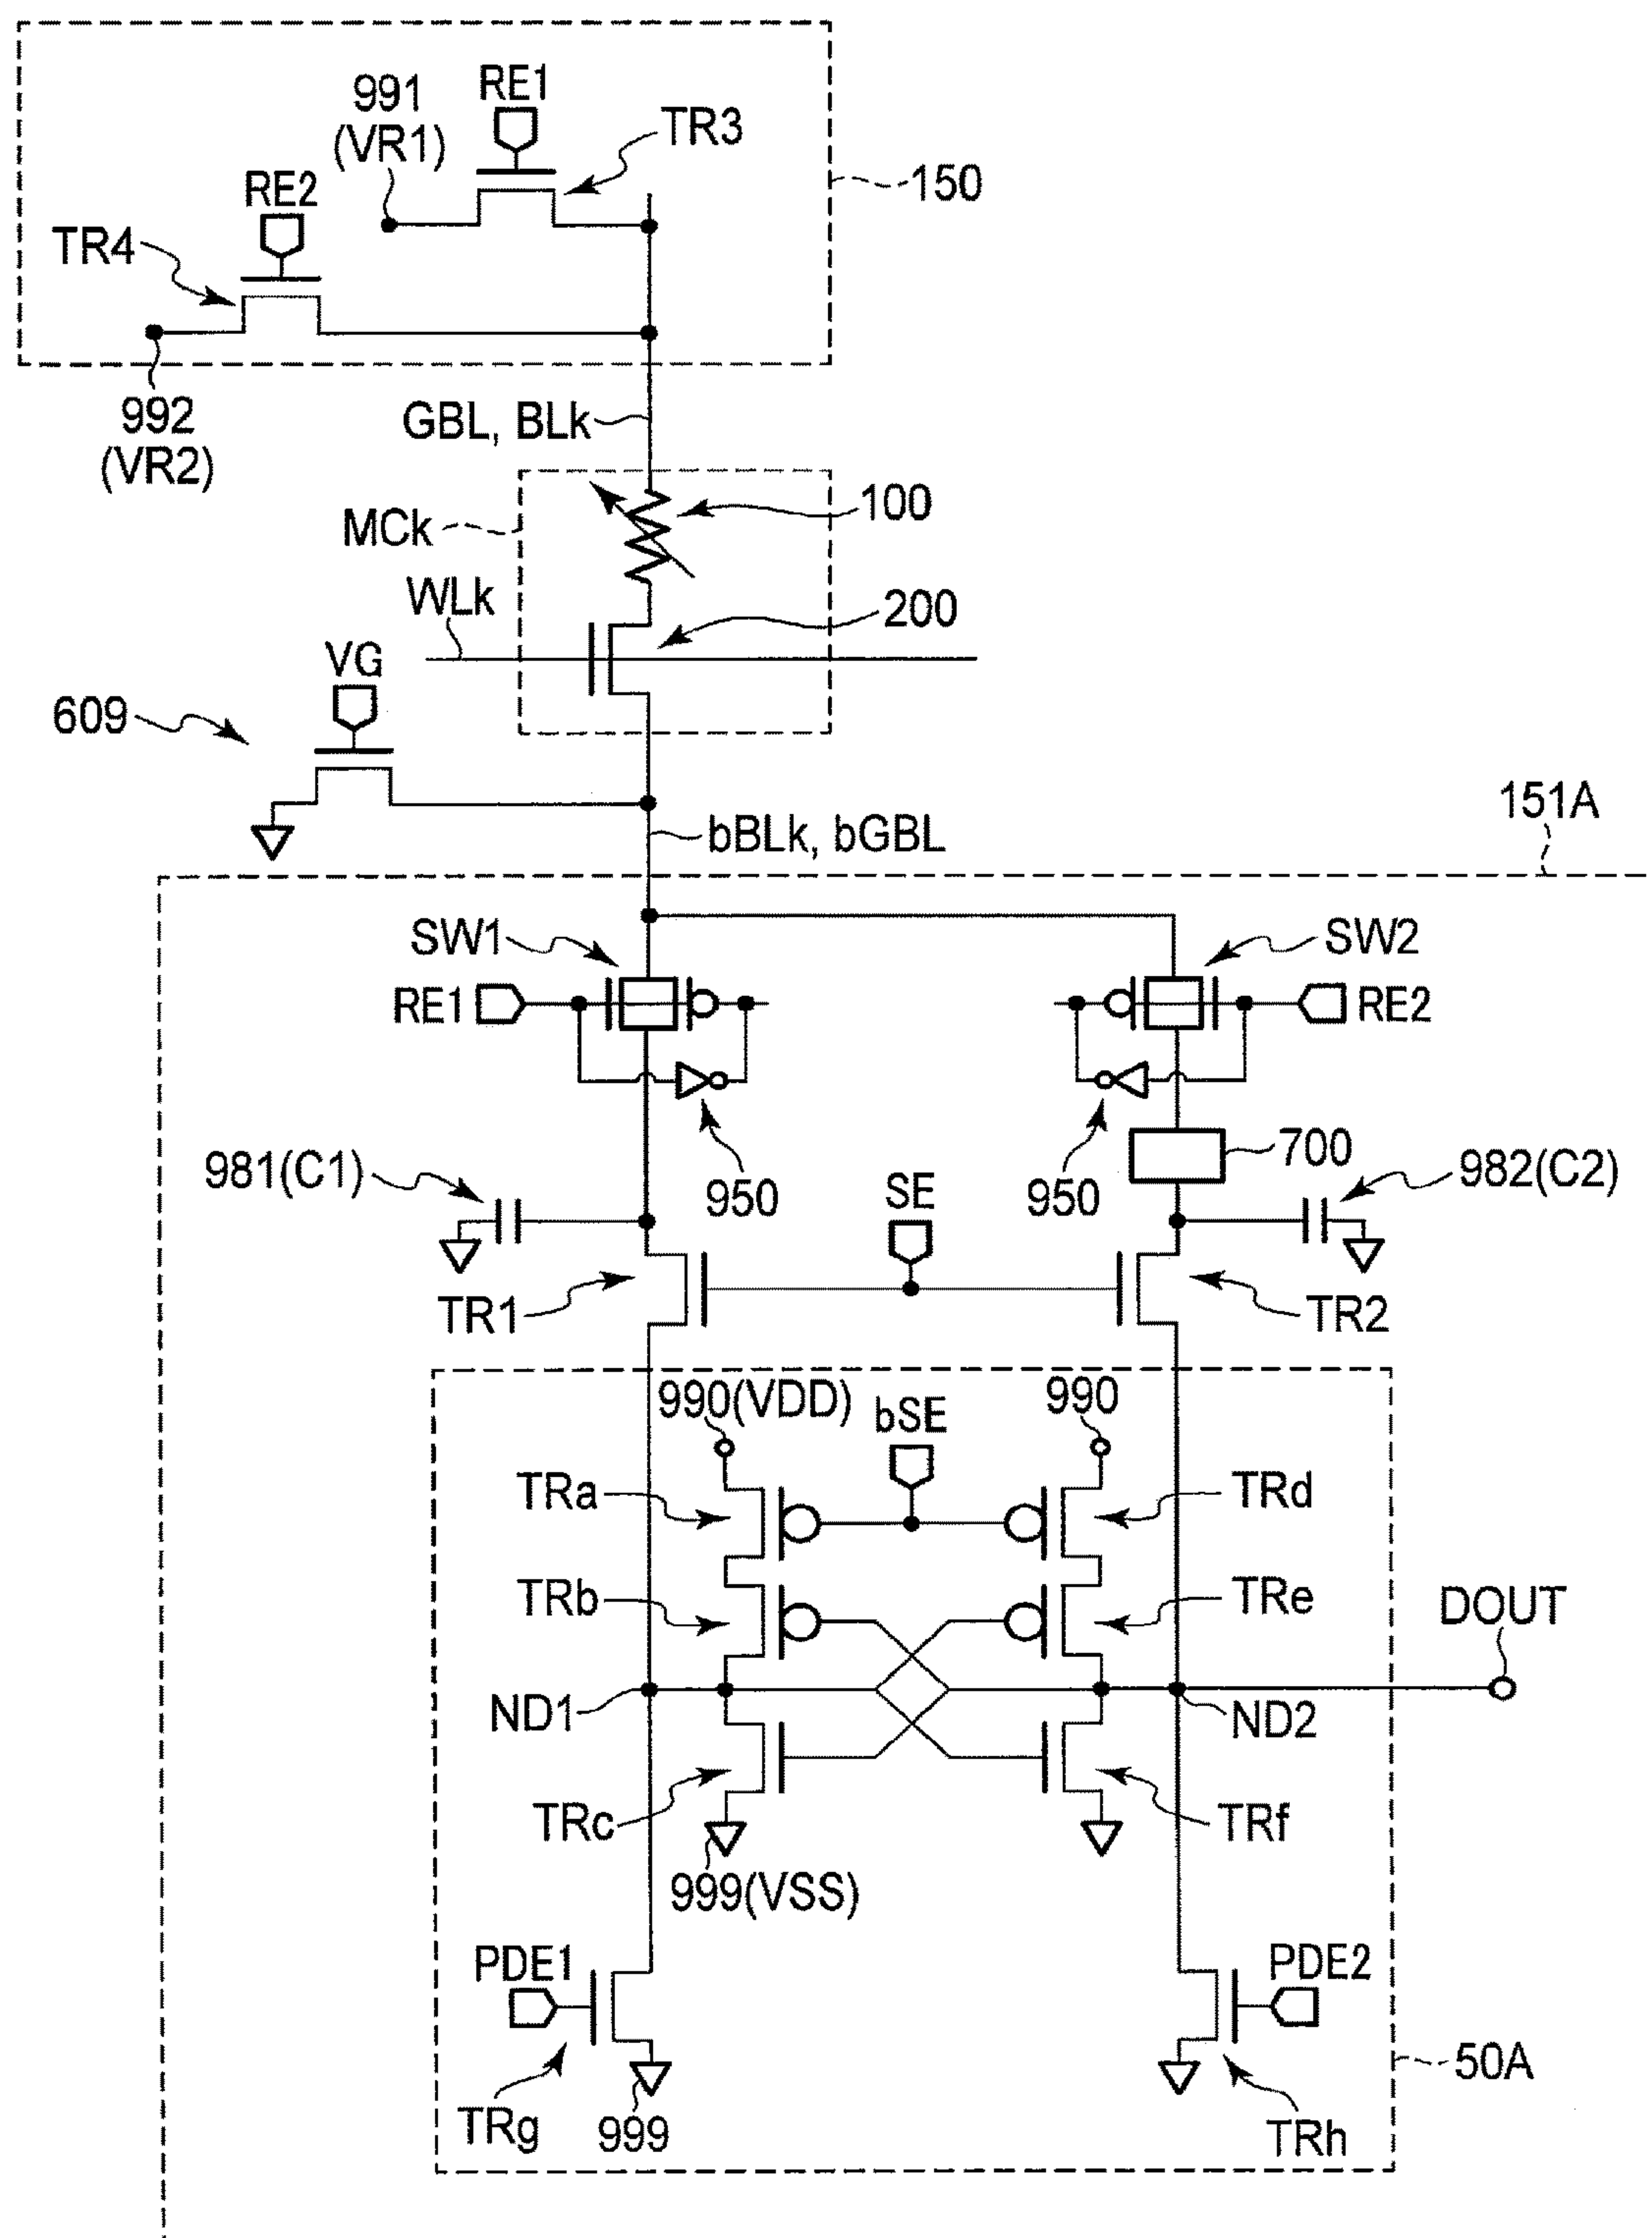 991
(VR1)
RE1
TR3
150
RE2
TR4
992
(VR2)
GBL, BLk
MCk
100
WLk
200
VG
609
151A
bBLk, bGBL
SW1
SW2
RE1
RE2
950
950
700
981(C1)
SE
982(C2)
TR1
TR2
990(VDD)
bSE
990
TRa
TRd
TRb
TRe
DOUT
ND1
ND2
TRc
TRf
999(VSS)
PDE1
PDE2
50A
TRg
999
TRh